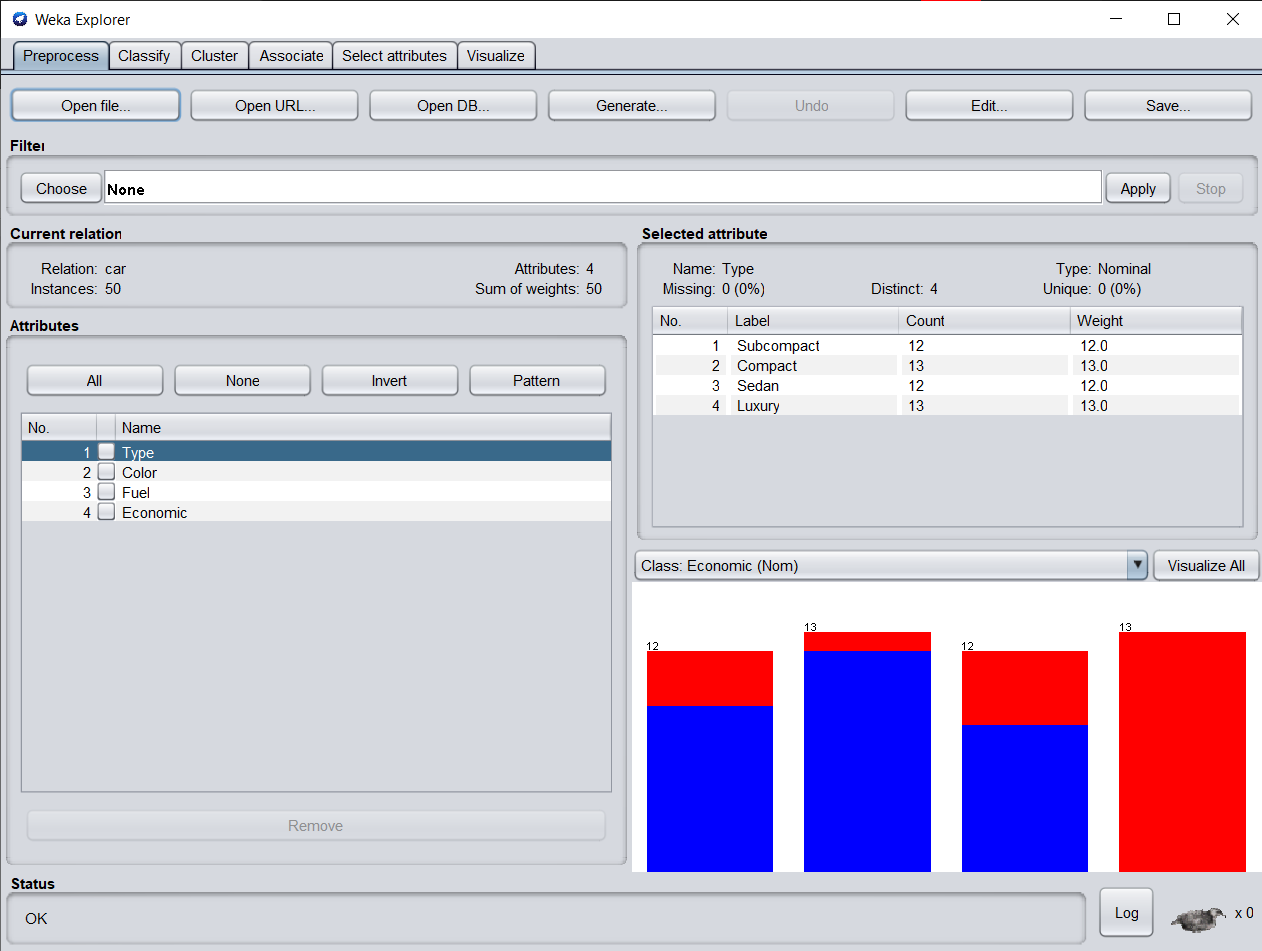 Weka Explorer
Preprocess Classify Cluster Associate Select attributes Visualize
Open file... Open URL... Open DB... Generate... Undo Edit... Save...
Filter
Choose None Apply Stop
Current relation
Relation: car Attributes: 4
Instances: 50 Sum of weights: 50
Attributes
All None Invert Pattern
No. Name
1 Type
2 Color
3 Fuel
4 Economic
Remove
Selected attribute
Name: Type Type: Nominal
Missing: 0 (0%) Distinct: 4 Unique: 0 (0%)
No. Label Count Weight
1 Subcompact 12 12.0
2 Compact 13 13.0
3 Sedan 12 12.0
4 Luxury 13 13.0
Class: Economic (Nom) Visualize All
12 13 12 13
Status
OK Log x 0